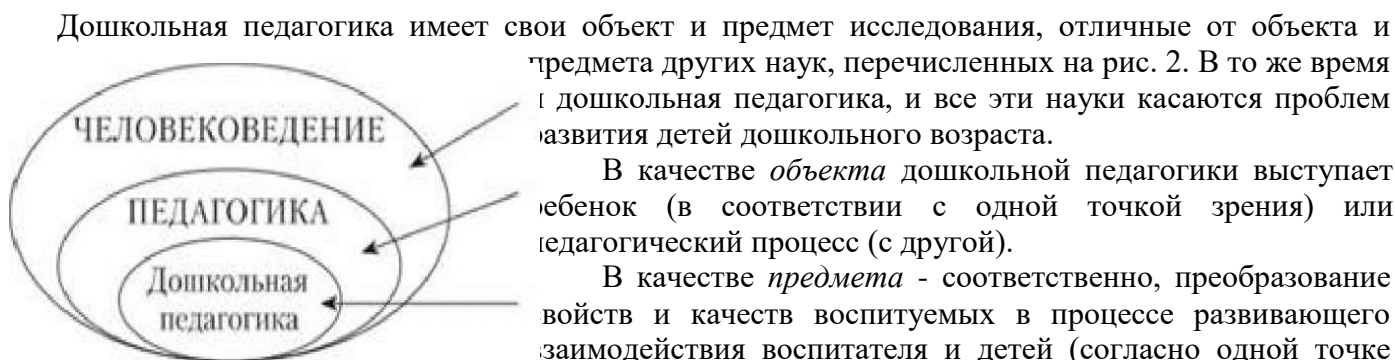 Дошкольная педагогика имеет свои объект и предмет исследования, отличные от объекта и
предмета других наук, перечисленных на рис. 2. В то же время
и дошкольная педагогика, и все эти науки касаются проблем
развития детей дошкольного возраста.
В качестве объекта дошкольной педагогики выступает
ребенок (в соответствии с одной точкой зрения) или
педагогический процесс (с другой).
В качестве предмета - соответственно, преобразование
свойств и качеств воспитуемых в процессе развивающего
взаимодействия воспитателя и детей (согласно одной точке
ЧЕЛОВЕКОВЕДЕНИЕ
ПЕДАГОГИКА
Дошкольная
педагогика